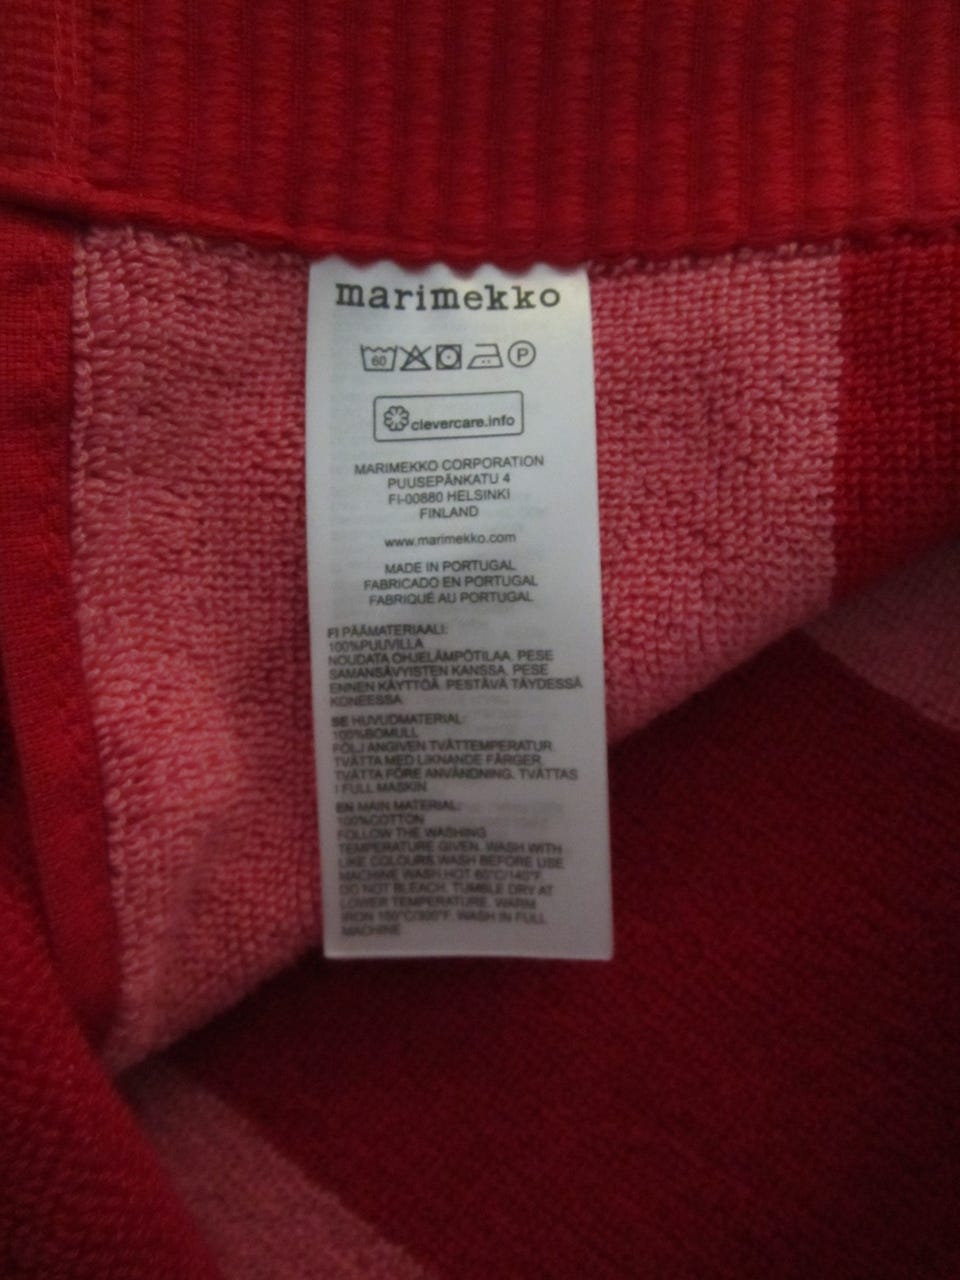 marimekko
60 P
clevercare.info
MARIMEKKO CORPORATION
PUUSEPÄNKATU 4
FI-00880 HELSINKI
FINLAND
www.marimekko.com
MADE IN PORTUGAL
FABRICADO EN PORTUGAL
FABRIQUÉ AU PORTUGAL
FI PÄÄMATERIAALI:
100%PUUVILLA
NOUDATA OHJELÄMPÖTILAA. PESE
SAMANSÄVYISTEN KANSSA. PESE
ENNEN KÄYTTÖÄ. PESTÄVÄ TÄYDESSÄ
KONEESSA
SE HUVUDMATERIAL:
100%BOMULL
FÖLJ ANGIVEN TVÄTTEMPERATUR.
TVÄTTA MED LIKNANDE FÄRGER.
TVÄTTA FÖRE ANVÄNDNING. TVÄTTAS
I FULL MASKIN
EN MAIN MATERIAL:
100%COTTON
FOLLOW THE WASHING
TEMPERATURE GIVEN. WASH WITH
LIKE COLOURS.WASH BEFORE USE
MACHINE WASH HOT 60°C/140°F
DO NOT BLEACH. TUMBLE DRY AT
LOWER TEMPERATURE. WARM
IRON 150°C/300°F. WASH IN FULL
MACHINE